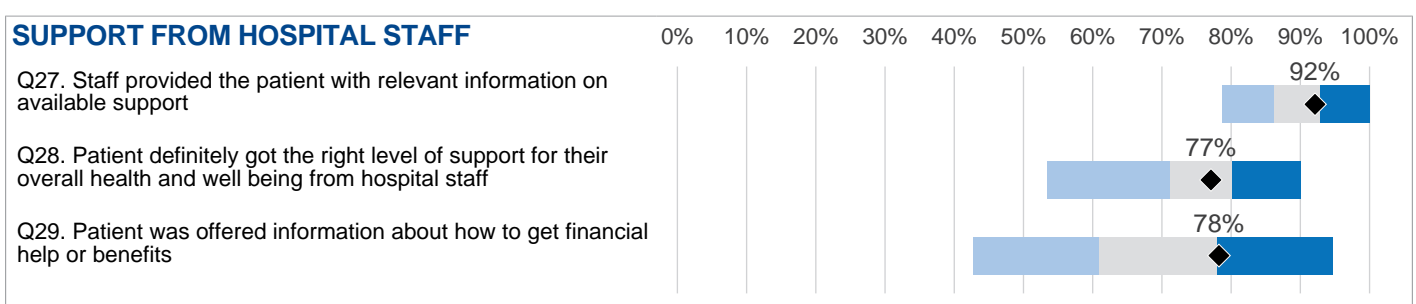 SUPPORT FROM HOSPITAL STAFF 0% 10% 20% 30% 40% 50% 60% 70% 80% 90% 100%
Q27. Staff provided the patient with relevant information on
available support
92%
Q28. Patient definitely got the right level of support for their
overall health and well being from hospital staff
77%
Q29. Patient was offered information about how to get financial
help or benefits
78%